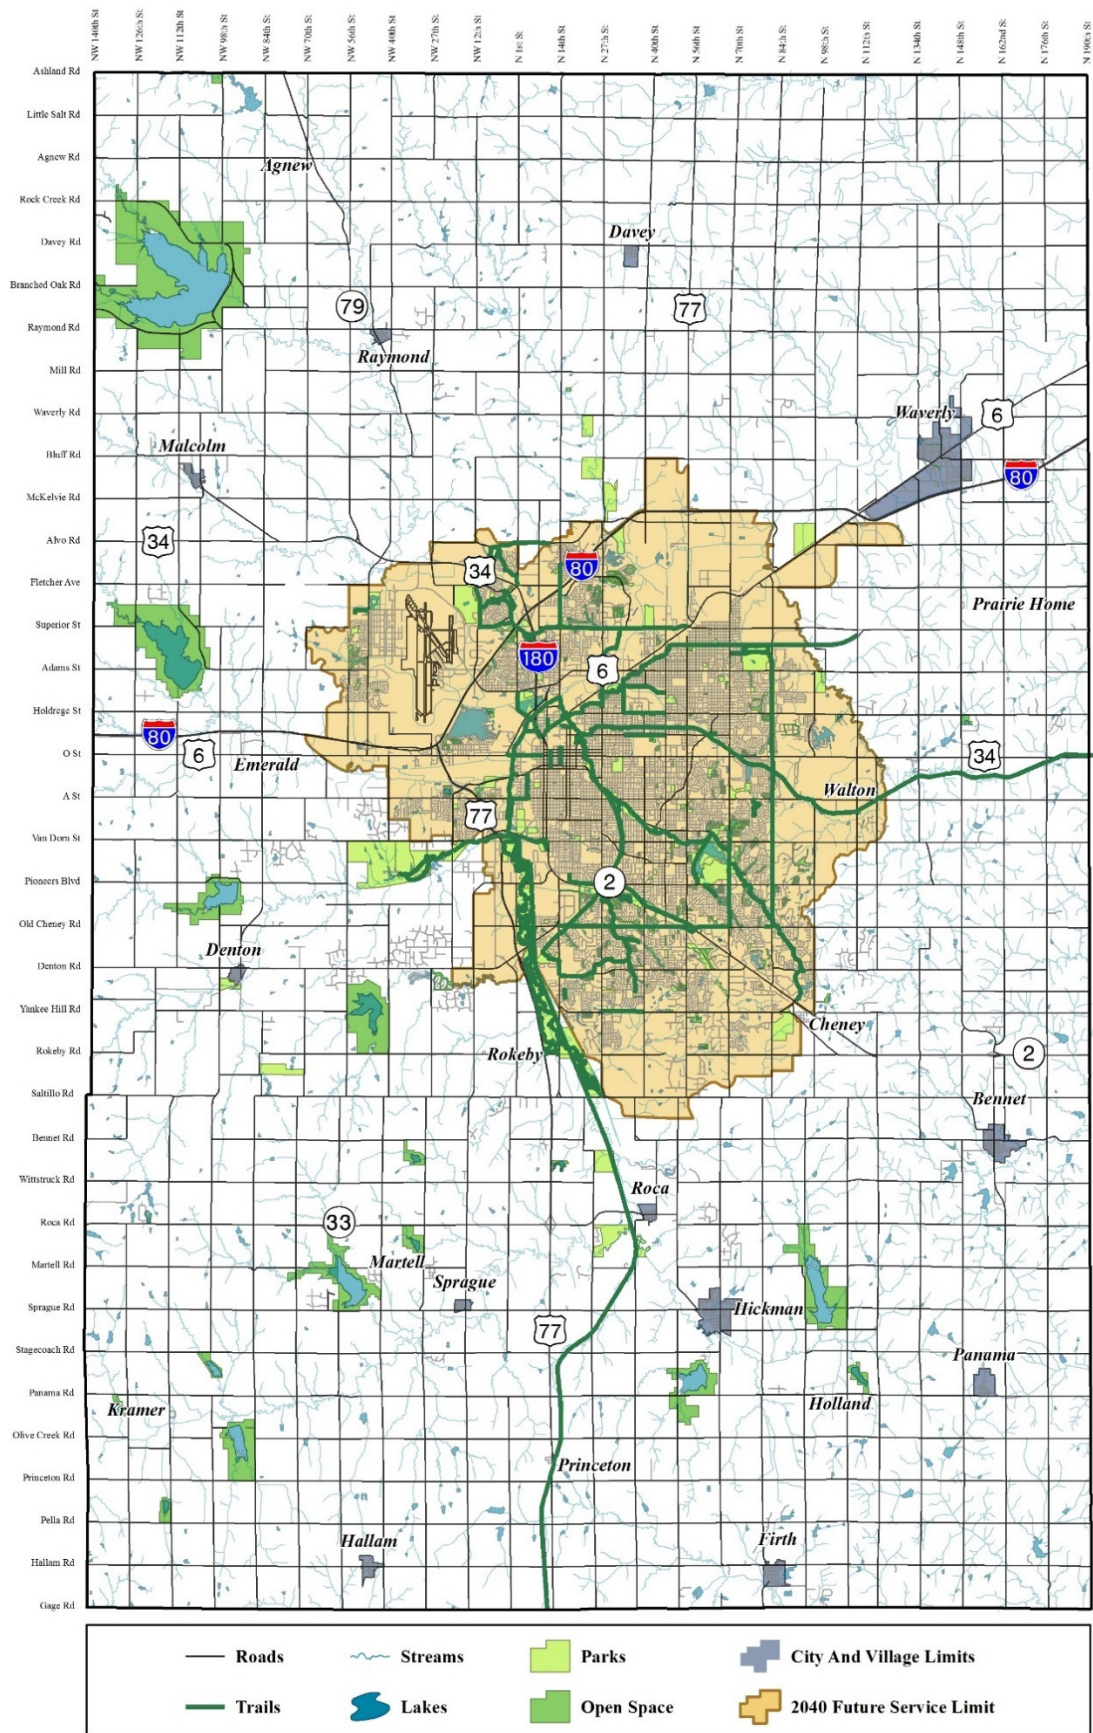 NW 140th St
NW 126th St
NW 112th St
NW 98th St
NW 84th St
NW 70th St
NW 56th St
NW 40th St
NW 27th St
NW 12th St
N 1st St
N 14th St
N 27th St
N 40th St
N 56th St
N 70th St
N 84th St
N 98th St
N 112th St
N 134th St
N 148th St
N 162nd St
N 176th St
N 190th St
Ashland Rd
Little Salt Rd
Agnew Rd
Agnew
Rock Creek Rd
Davey
Davey Rd
Branched Oak Rd
79
77
Raymond Rd
Raymond
Mill Rd
Waverly Rd
Waverly
6
Malcolm
Bluff Rd
80
McKelvie Rd
34
Alvo Rd
80
34
Fletcher Ave
Prairie Home
Superior St
180
6
Adams St
Holdrege St
80
6
O St
Emerald
34
Walton
A St
77
Van Dorn St
Pioneers Blvd
2
Old Cheney Rd
Denton
Denton Rd
Yankee Hill Rd
Cheney
Rokeby Rd
Rokeby
2
Saltillo Rd
Bennet
Bennet Rd
Wittstruck Rd
Roca
Roca Rd
33
Martell Rd
Martell
Sprague
Sprague Rd
Hickman
77
Stagecoach Rd
Panama
Panama Rd
Kramer
Holland
Olive Creek Rd
Princeton
Princeton Rd
Pella Rd
Hallam
Firth
Hallam Rd
Gage Rd
Roads
Streams
Parks
City And Village Limits
Trails
Lakes
Open Space
2040 Future Service Limit